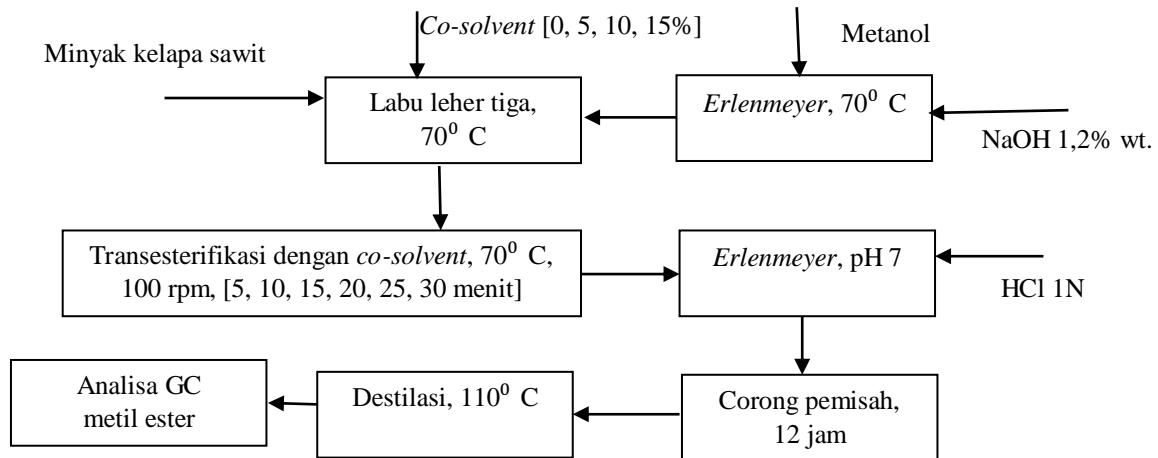 Co-solvent [0, 5, 10, 15%]
Metanol
Minyak kelapa sawit
Labu leher tiga,
70⁰ C
Erlenmeyer, 70⁰ C
NaOH 1,2% wt.
Transesterifikasi dengan co-solvent, 70⁰ C,
100 rpm, [5, 10, 15, 20, 25, 30 menit]
Erlenmeyer, pH 7
HCl 1N
Analisa GC
metil ester
Destilasi, 110⁰ C
Corong pemisah,
12 jam